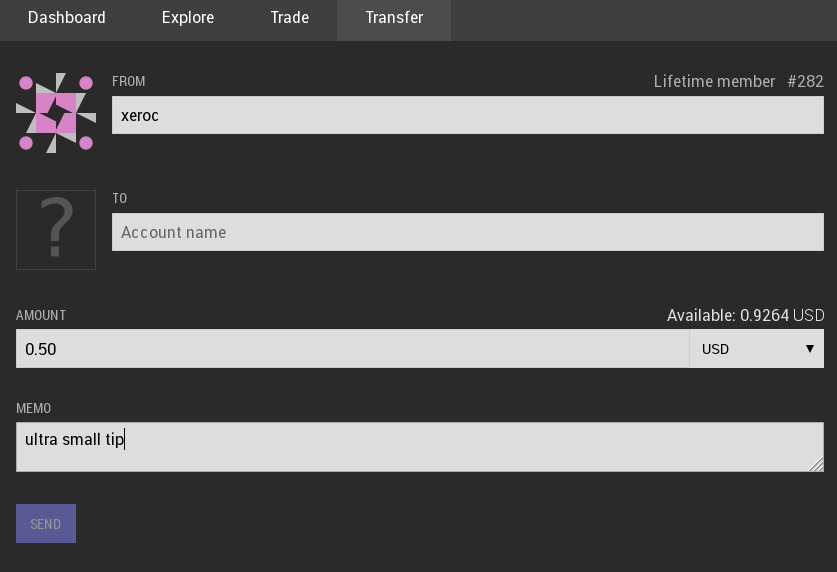 Dashboard Explore Trade Transfer
FROM Lifetime member #282
xeroc
TO
?
Account name
AMOUNT Available: 0.9264 USD
0.50 USD ▼
MEMO
ultra small tip
SEND